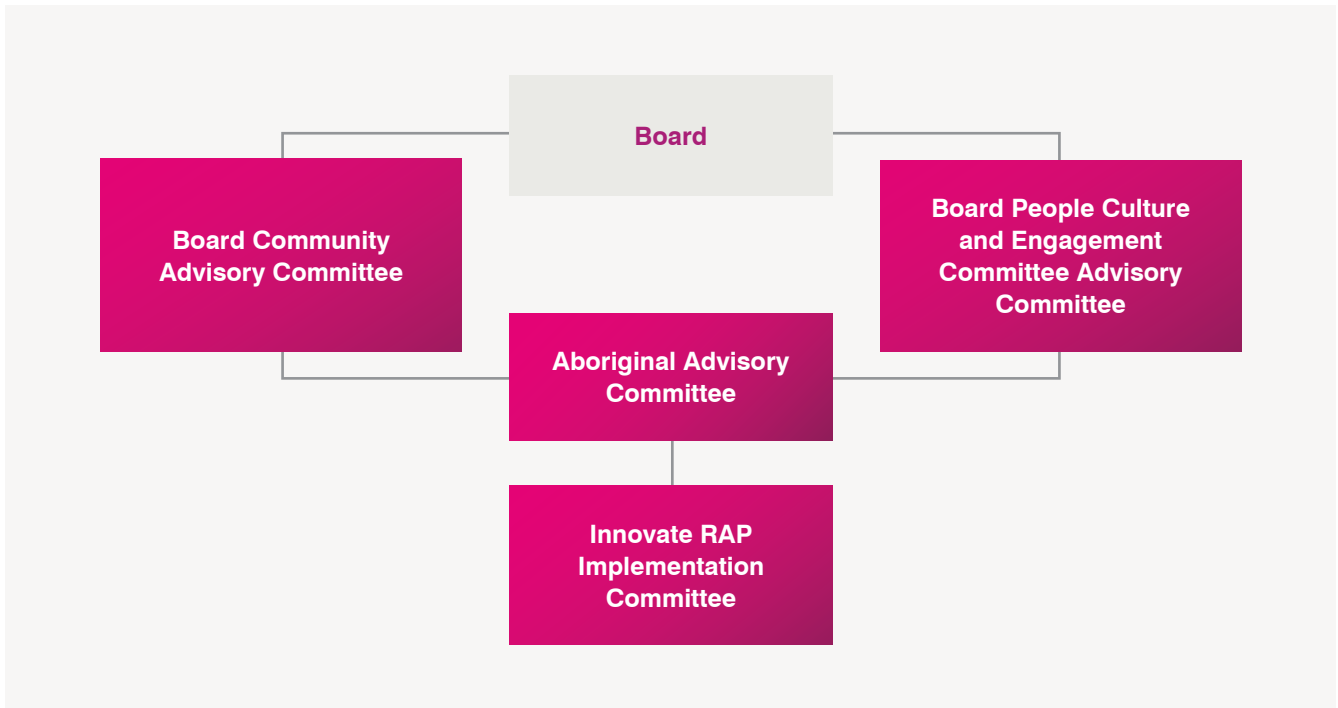 Board
Board Community
Advisory Committee
Board People Culture
and Engagement
Committee Advisory
Committee
Aboriginal Advisory
Committee
Innovate RAP
Implementation
Committee